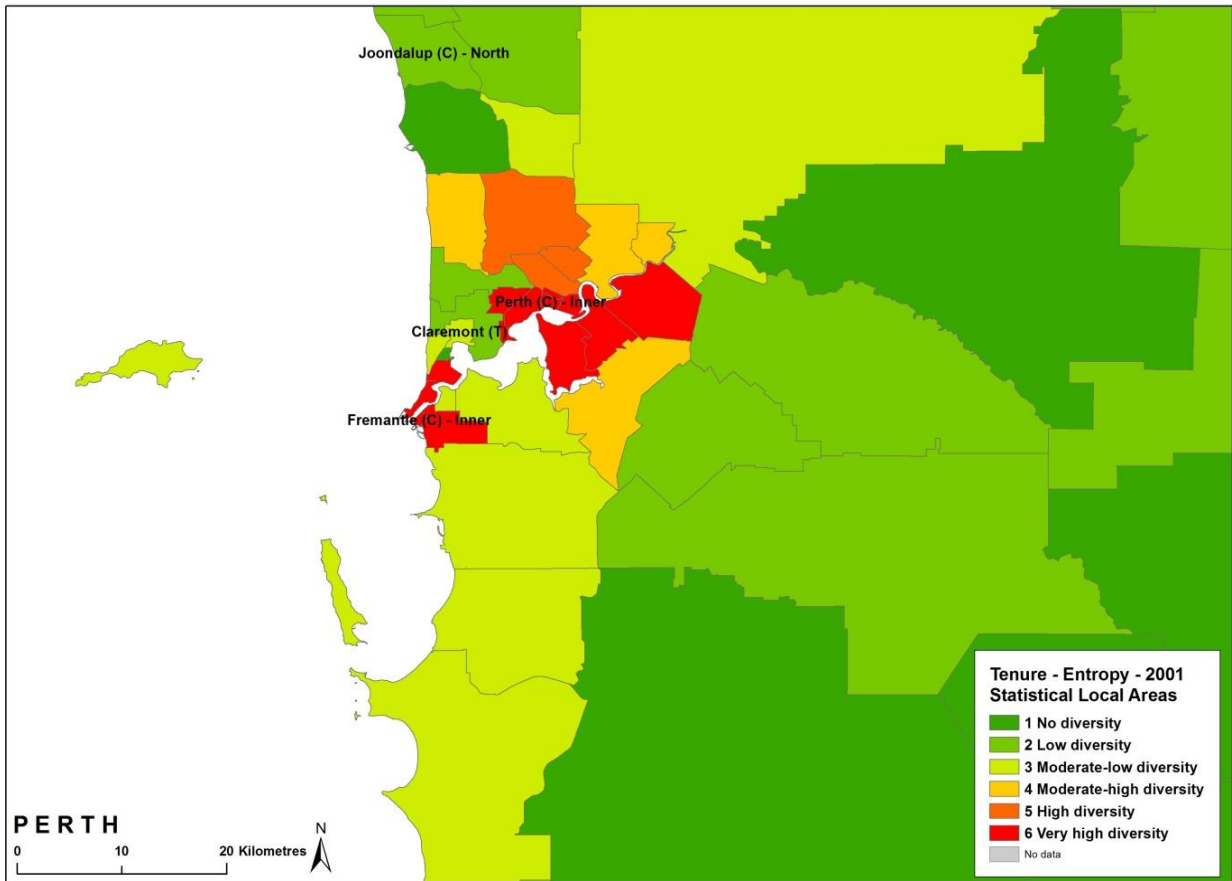 Joondalup (C) - North
Perth (C) - Inner
Claremont (T)
Fremantle (C) - Inner
Tenure - Entropy - 2001
Statistical Local Areas
1 No diversity
2 Low diversity
3 Moderate-low diversity
4 Moderate-high diversity
5 High diversity
6 Very high diversity
No data
PERTH
N
0 10 20 Kilometres